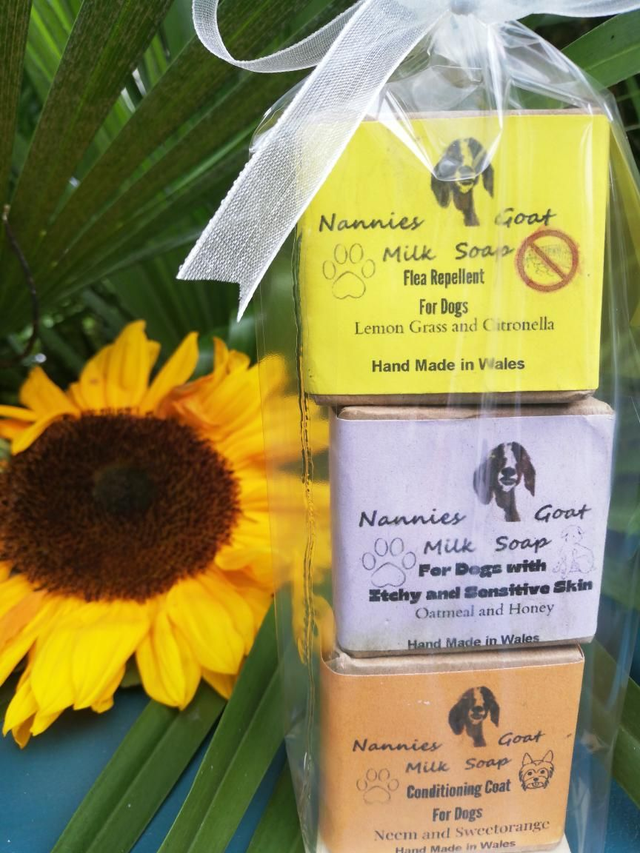 Nannies Goat
Milk Soap
Flea Repellent
For Dogs
Lemon Grass and Citronella
Hand Made in Wales
Nannies Goat
Milk Soap
For Dogs with
Itchy and Sensitive Skin
Oatmeal and Honey
Hand Made in Wales
Nannies Goat
Milk Soap
Conditioning Coat
For Dogs
Neem and Sweetorange
Hand Made in Wales